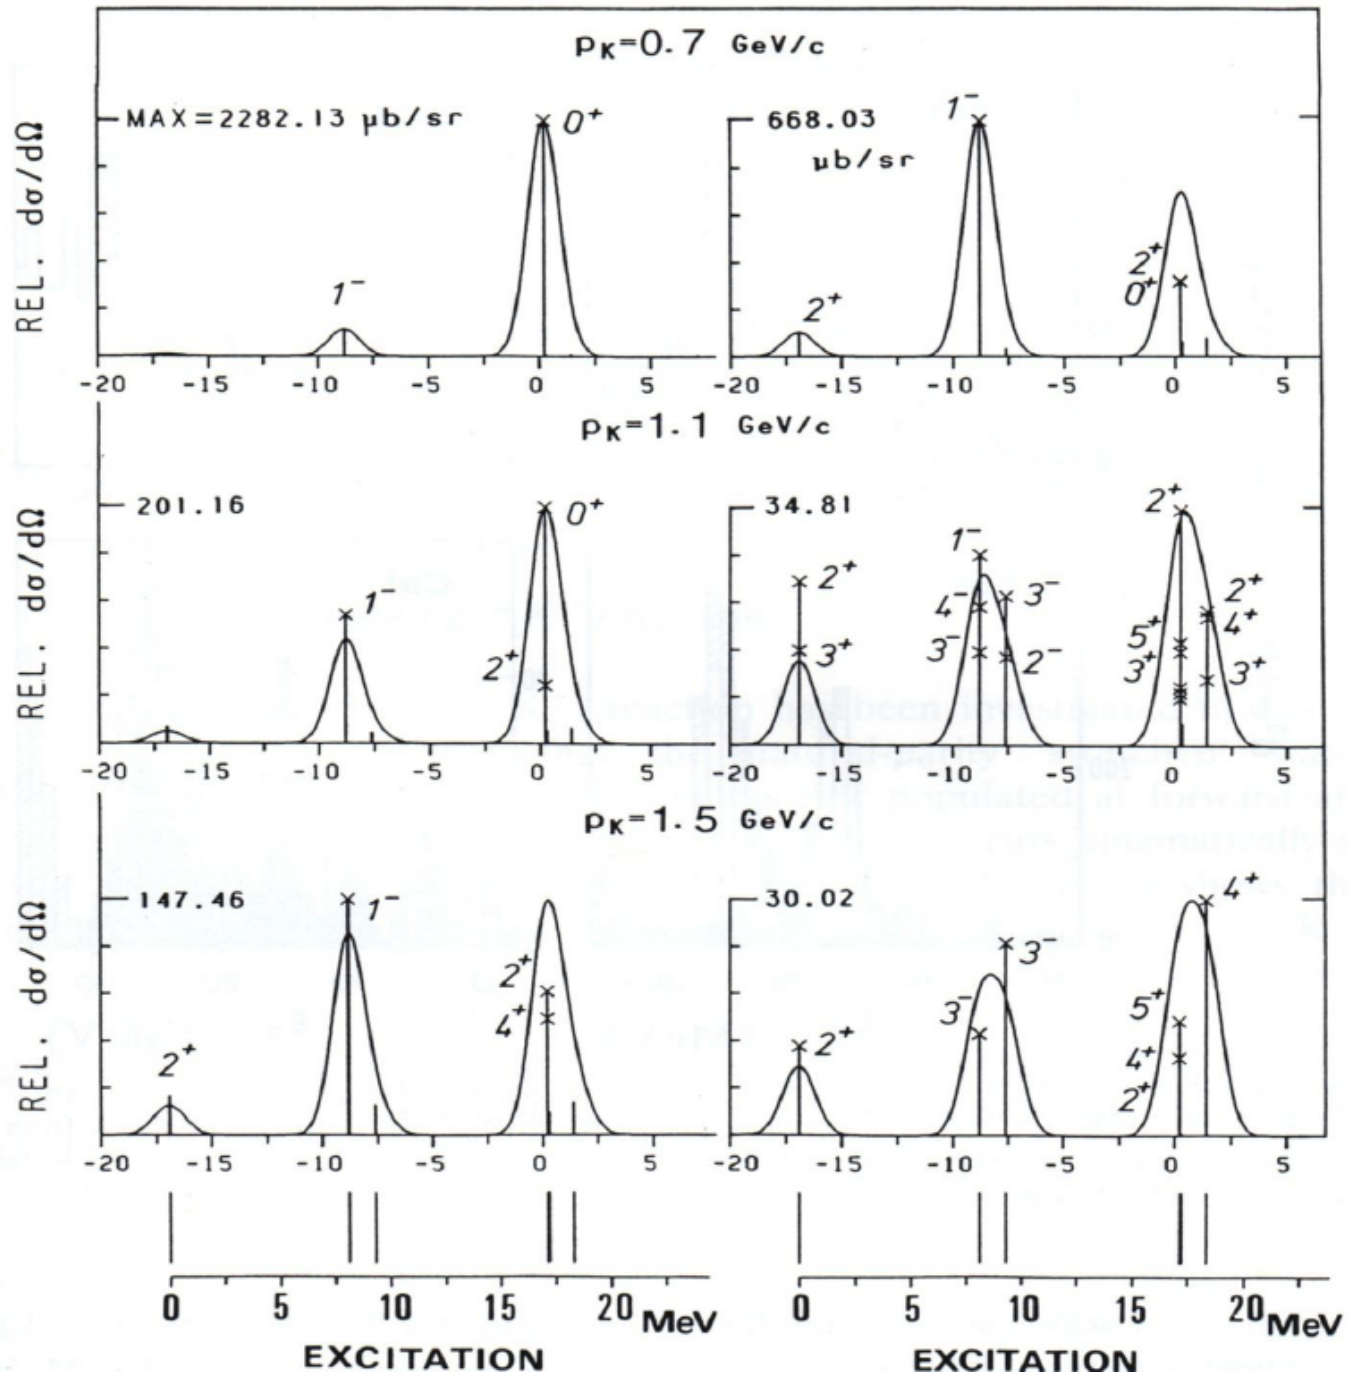 pK=0.7 GeV/c
REL. dσ/dΩ
MAX=2282.13 μb/sr
0+
1-
-20 -15 -10 -5 0 5
668.03
μb/sr
1-
2+
2+
0+
-20 -15 -10 -5 0 5
pK=1.1 GeV/c
REL. dσ/dΩ
201.16
0+
1-
2+
-20 -15 -10 -5 0 5
34.81
2+
3+
1-
4-
3-
3-
2-
2+
5+
3+
2+
4+
3+
-20 -15 -10 -5 0 5
pK=1.5 GeV/c
REL. dσ/dΩ
147.46
2+
1-
2+
4+
-20 -15 -10 -5 0 5
30.02
2+
3-
3-
4+
5+
4+
2+
-20 -15 -10 -5 0 5
0 5 10 15 20 MeV
EXCITATION
0 5 10 15 20 MeV
EXCITATION